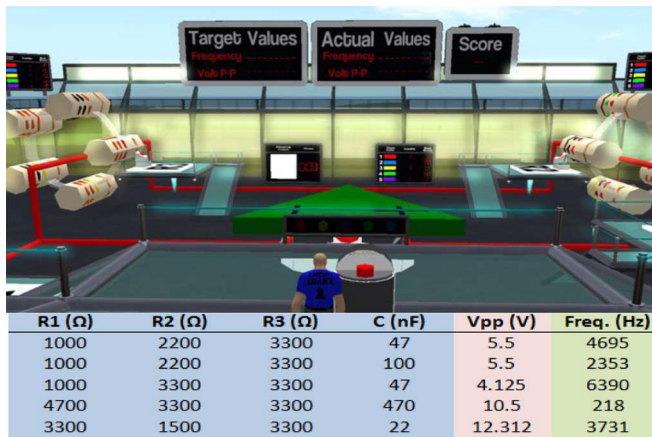 Target Values
Frequency
Volt P-P
Actual Values
Frequency
Volt P-P
Score
R1 (Ω) R2 (Ω) R3 (Ω) C (nF) Vpp (V) Freq. (Hz)
1000 2200 3300 47 5.5 4695
1000 2200 3300 100 5.5 2353
1000 3300 3300 47 4.125 6390
4700 3300 3300 470 10.5 218
3300 1500 3300 22 12.312 3731